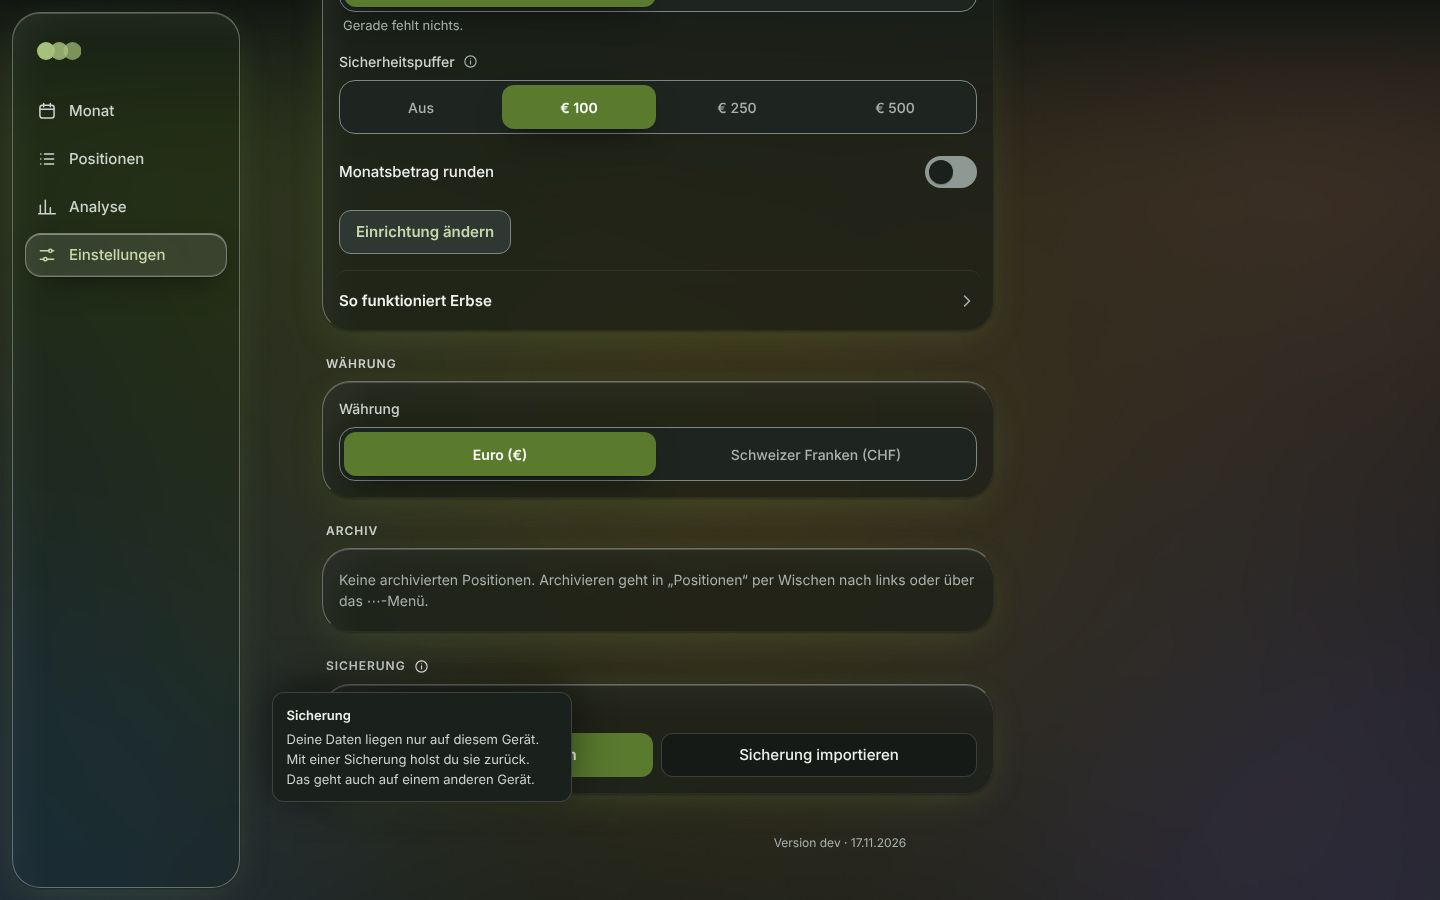 Monat
Positionen
Analyse
Einstellungen
Gerade fehlt nichts.
Sicherheitspuffer
Aus
€ 100
€ 250
€ 500
Monatsbetrag runden
Einrichtung ändern
So funktioniert Erbse
WÄHRUNG
Währung
Euro (€)
Schweizer Franken (CHF)
ARCHIV
Keine archivierten Positionen. Archivieren geht in „Positionen“ per Wischen nach links oder über
das ⋯-Menü.
SICHERUNG
Sicherung
Deine Daten liegen nur auf diesem Gerät.
Mit einer Sicherung holst du sie zurück.
Das geht auch auf einem anderen Gerät.
Sicherung importieren
Version dev · 17.11.2026